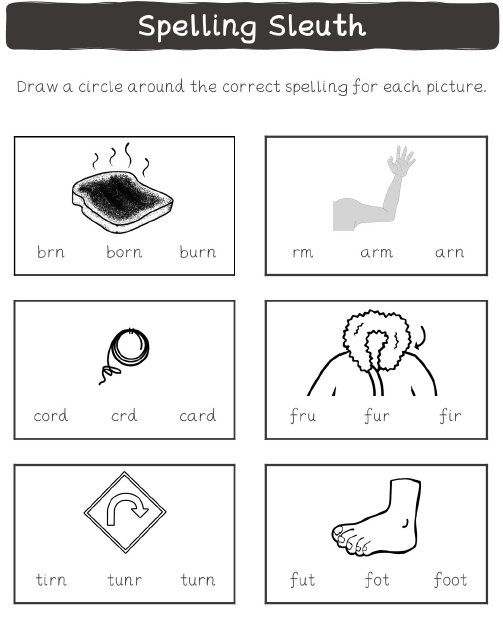 Spelling Sleuth
Draw a circle around the correct spelling for each picture.
brn born burn
rm arm arn
cord crd card
fru fur fir
tirn tunr turn
fut fot foot